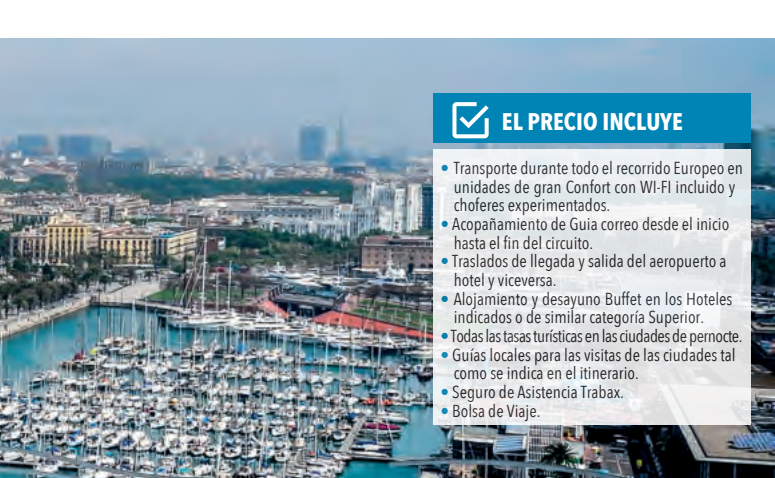 EL PRECIO INCLUYE
• Transporte durante todo el recorrido Europeo en
unidades de gran Confort con WI-FI incluido y
choferes experimentados.
• Acopañamiento de Guia correo desde el inicio
hasta el fin del circuito.
• Traslados de llegada y salida del aeropuerto a
hotel y viceversa.
• Alojamiento y desayuno Buffet en los Hoteles
indicados o de similar categoría Superior.
• Todas las tasas turísticas en las ciudades de pernocte.
• Guías locales para las visitas de las ciudades tal
como se indica en el itinerario.
• Seguro de Asistencia Trabax.
• Bolsa de Viaje.